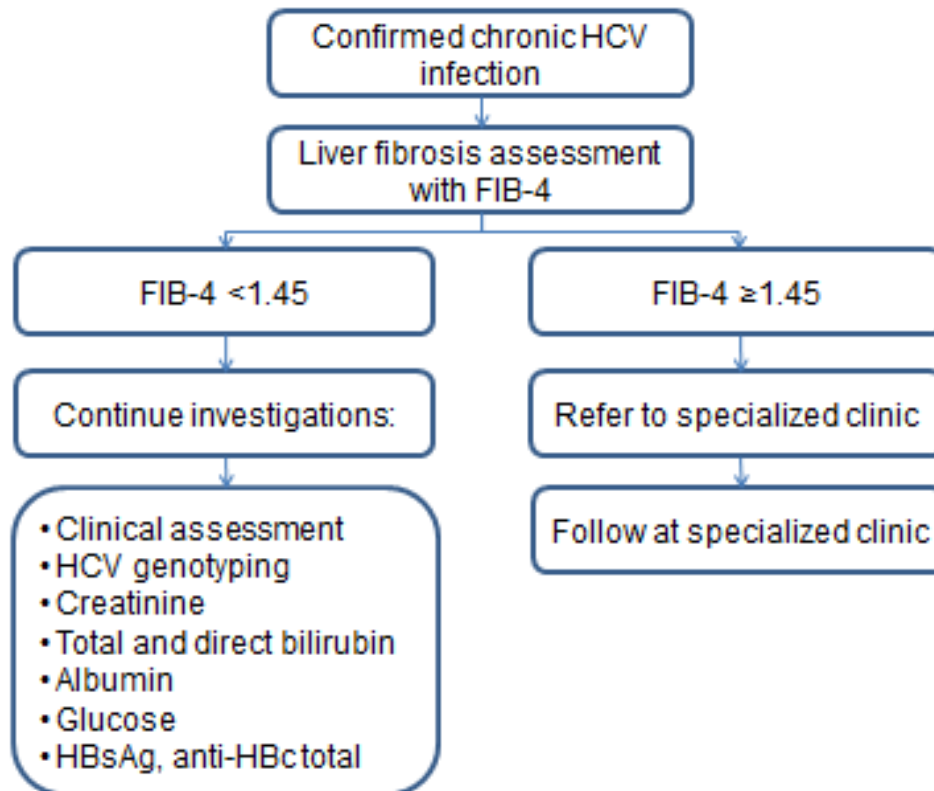 Confirmed chronic HCV
infection
Liver fibrosis assessment
with FIB-4
FIB-4 <1.45
FIB-4 ≥1.45
Continue investigations:
Refer to specialized clinic
• Clinical assessment
• HCV genotyping
• Creatinine
• Total and direct bilirubin
• Albumin
• Glucose
• HBsAg, anti-HBc total
Follow at specialized clinic